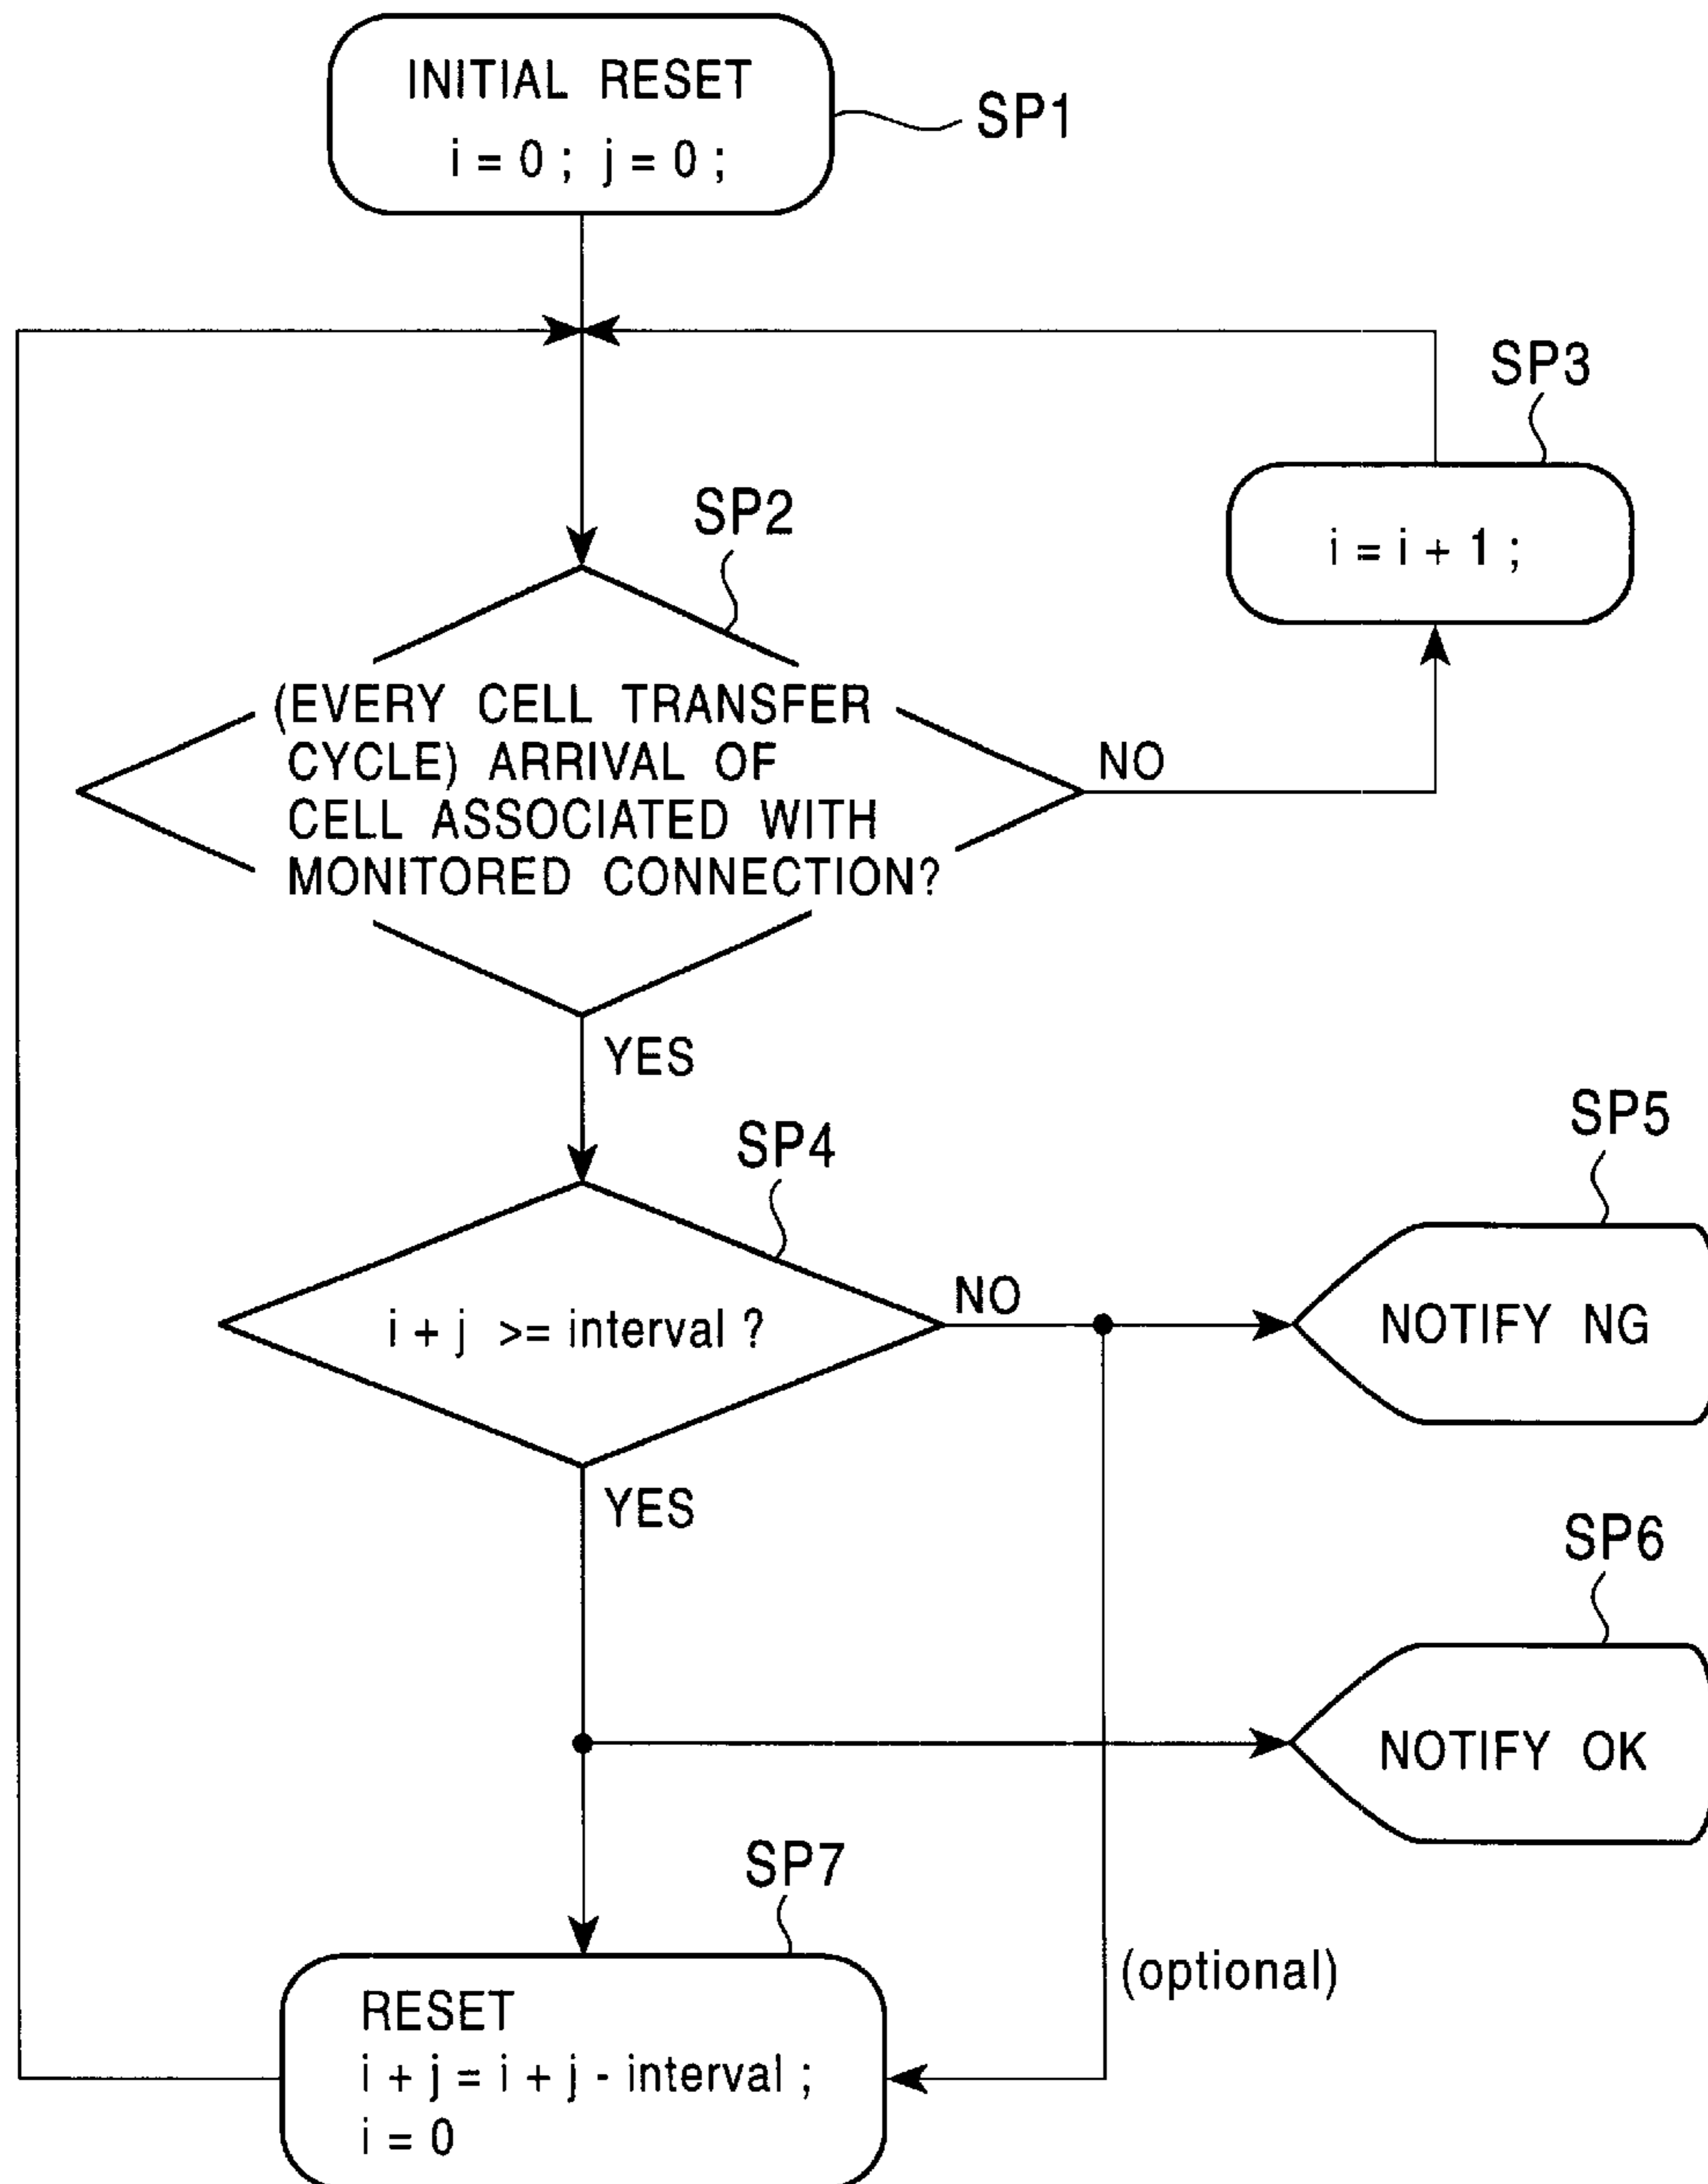 INITIAL RESET
i = 0 ; j = 0 ;
SP1
SP3
i = i + 1 ;
SP2
(EVERY CELL TRANSFER
CYCLE) ARRIVAL OF
CELL ASSOCIATED WITH
MONITORED CONNECTION?
NO
YES
SP4
i + j >= interval ?
NO
SP5
NOTIFY NG
YES
SP6
NOTIFY OK
SP7
(optional)
RESET
i + j = i + j - interval ;
i = 0